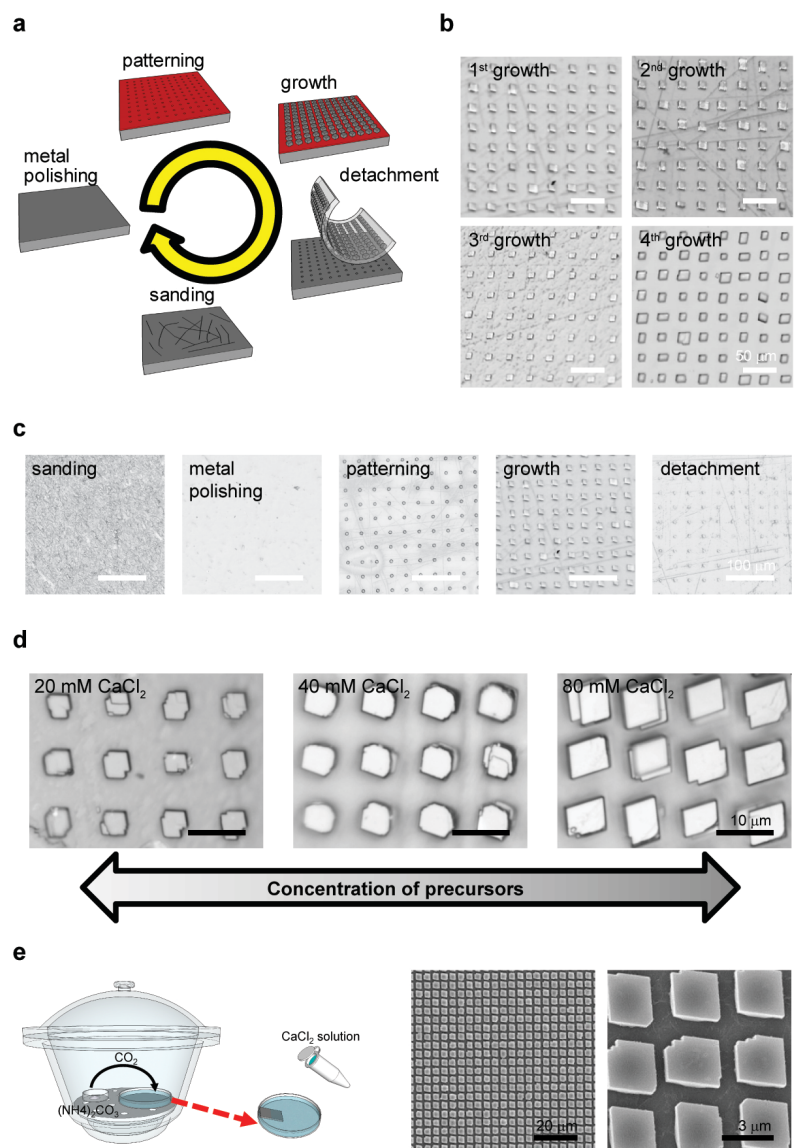 a
patterning
growth
metal
polishing
detachment
sanding
b
1st growth
2nd growth
3rd growth
4th growth
50 μm
c
sanding
metal
polishing
patterning
growth
detachment
100 μm
d
20 mM CaCl₂
40 mM CaCl₂
80 mM CaCl₂
10 μm
Concentration of precursors
e
CO₂
(NH4)₂CO₃
CaCl₂ solution
20 μm
3 μm